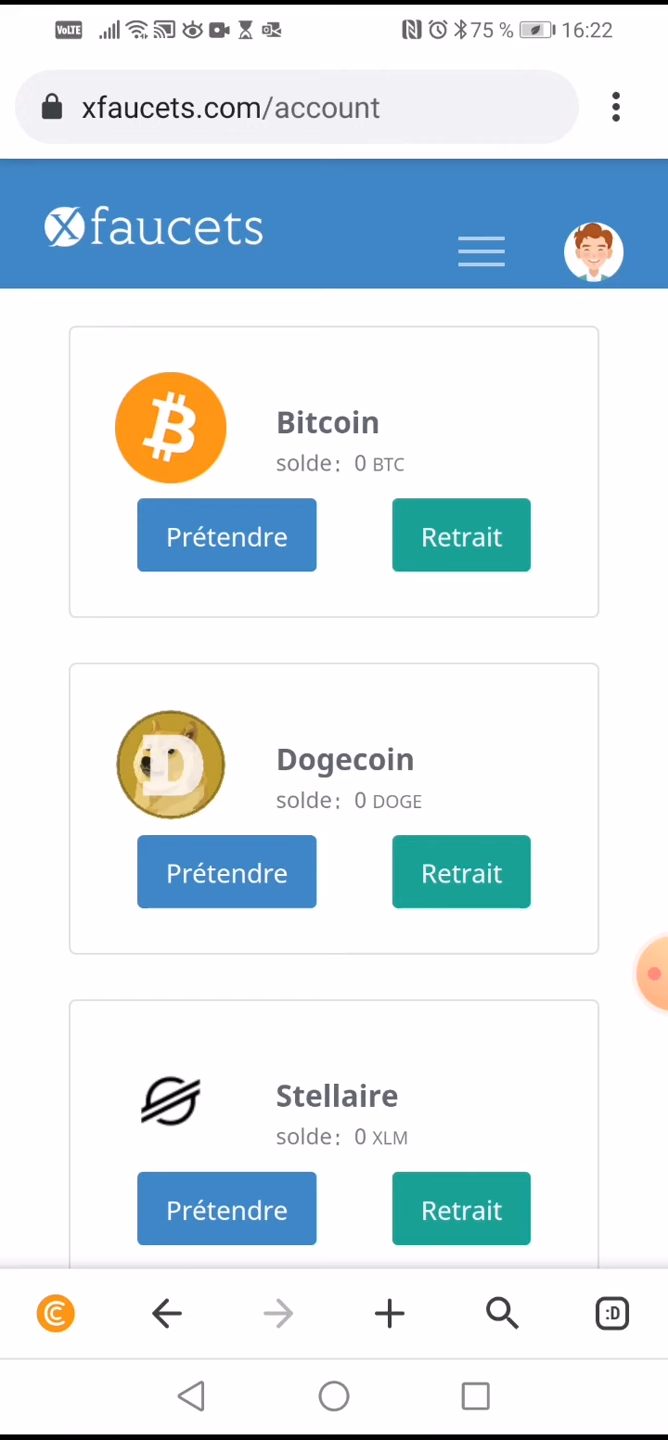 VoLTE 75 % 16:22
xfaucets.com/account
xfaucets
Bitcoin
solde: 0 BTC
Prétendre Retrait
Dogecoin
solde: 0 DOGE
Prétendre Retrait
Stellaire
solde: 0 XLM
Prétendre Retrait
:D